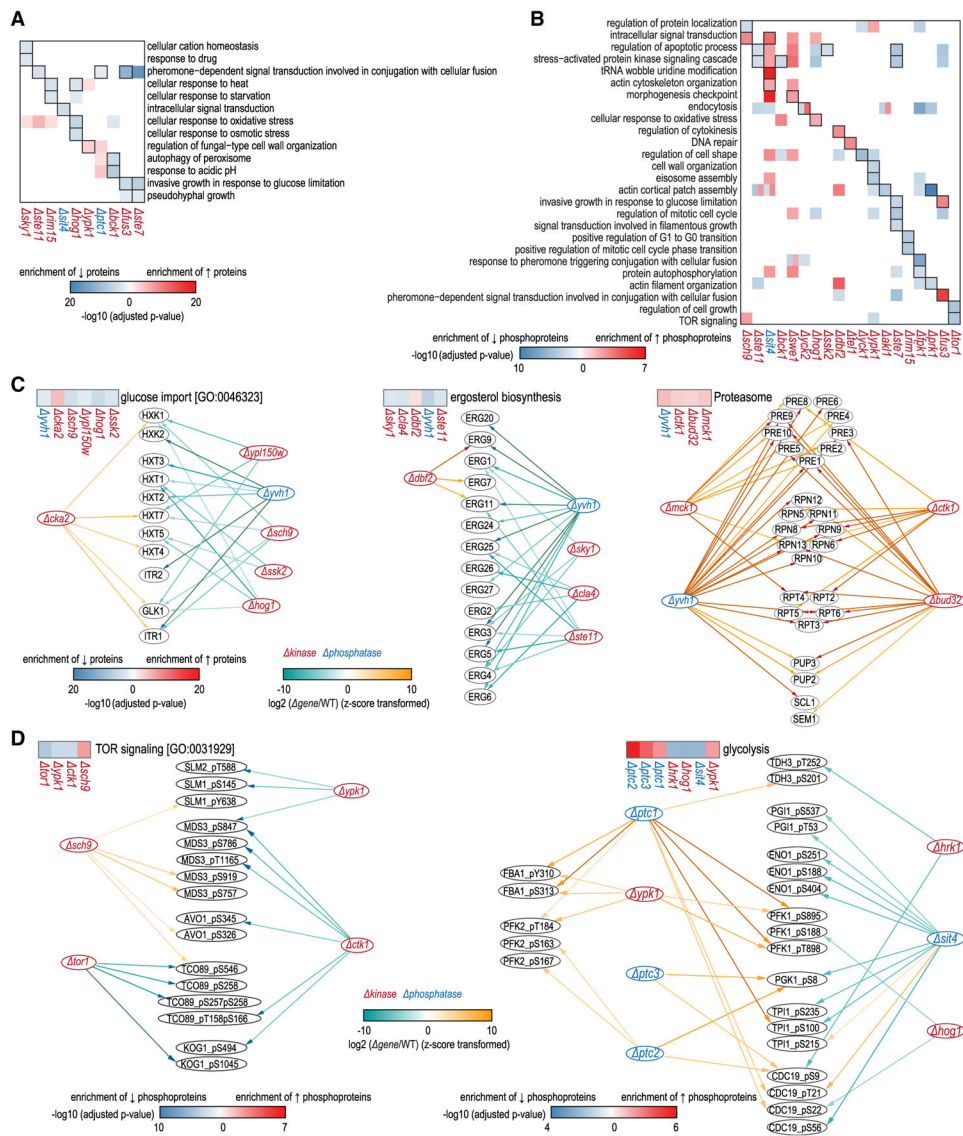 A
cellular cation homeostasis
response to drug
pheromone-dependent signal transduction involved in conjugation with cellular fusion
cellular response to heat
cellular response to starvation
intracellular signal transduction
cellular response to oxidative stress
cellular response to osmotic stress
regulation of fungal-type cell wall organization
autophagy of peroxisome
response to acidic pH
invasive growth in response to glucose limitation
pseudohyphal growth
Δsky1 Δste11 Δrim15 Δsit4 Δhog1 Δypk1 Δptc1 Δbck1 Δfus3 Δste7
enrichment of ↓ proteins enrichment of ↑ proteins
20 0 20
-log10 (adjusted p-value)
B
regulation of protein localization
intracellular signal transduction
regulation of apoptotic process
stress-activated protein kinase signaling cascade
tRNA wobble uridine modification
actin cytoskeleton organization
morphogenesis checkpoint
endocytosis
cellular response to oxidative stress
regulation of cytokinesis
DNA repair
regulation of cell shape
cell wall organization
eisosome assembly
actin cortical patch assembly
invasive growth in response to glucose limitation
regulation of mitotic cell cycle
signal transduction involved in filamentous growth
positive regulation of G1 to G0 transition
positive regulation of mitotic cell cycle phase transition
response to pheromone triggering conjugation with cellular fusion
protein autophosphorylation
actin filament organization
pheromone-dependent signal transduction involved in conjugation with cellular fusion
regulation of cell growth
TOR signaling
Δsch9 Δste11 Δsit4 Δbck1 Δswe1 Δyck2 Δhog1 Δssk2 Δdbf2 Δtel1 Δykp1 Δakl1 Δste7 Δrim15 Δfpk1 Δprk1 Δfus3 Δtor1
enrichment of ↓ phosphoproteins enrichment of ↑ phosphoproteins
-log10 (adjusted p-value)
10 0 7
C
glucose import [GO:0046323]
Δyvh1 Δcka2 Δsch9 Δypl150w Δhog1 Δssk2
HXK1
HXK2
HXT3
HXT1
HXT2
HXT7
HXT5
HXT4
ITR2
GLK1
ITR1
Δcka2
Δypl150w
Δyvh1
Δsch9
Δssk2
Δhog1
enrichment of ↓ proteins enrichment of ↑ proteins
20 0 20
-log10 (adjusted p-value)
Δkinase Δphosphatase
-10 0 10
log2 (Δgene/WT) (z-score transformed)
ergosterol biosynthesis
Δsky1 Δcla4 Δdbf2 Δyvh1 Δste11
ERG20
ERG9
ERG1
ERG7
ERG11
ERG24
ERG25
ERG26
ERG27
ERG2
ERG3
ERG5
ERG4
ERG6
Δdbf2
Δyvh1
Δsky1
Δcla4
Δste11
Proteasome
Δyvh1 Δctk1 Δbud32 Δmck1
PRE8 PRE6
PRE9 PRE4
PRE10 PRE3
PRE5 PRE2
PRE1
RPN12
RPN5 RPN11
RPN8 RPN9
RPN13 RPN6
RPN10
RPT4 RPT2
RPT5 RPT6
RPT3
PUP3
PUP2
SCL1
SEM1
Δmck1
Δyvh1
Δctk1
Δbud32
D
TOR signaling [GO:0031929]
Δtor1 Δypk1 Δctk1 Δsch9
SLM2_pT588
SLM1_pS145
SLM1_pY638
MDS3_pS847
MDS3_pS786
MDS3_pT1165
MDS3_pS919
MDS3_pS757
AVO1_pS345
AVO1_pS326
TCO89_pS546
TCO89_pS258
TCO89_pS257pS258
TCO89_pT158pS166
KOG1_pS494
KOG1_pS1045
Δsch9
Δtor1
Δypk1
Δctk1
Δkinase Δphosphatase
-10 0 10
log2 (Δgene/WT) (z-score transformed)
enrichment of ↓ phosphoproteins enrichment of ↑ phosphoproteins
-log10 (adjusted p-value)
10 0 7
glycolysis
Δptc2 Δptc3 Δptc1 Δhrk1 Δhog1 Δsit4 Δypk1
TDH3_pT252
TDH3_pS201
PGI1_pS537
PGI1_pT53
ENO1_pS251
ENO1_pS188
ENO1_pS404
PFK1_pS895
PFK1_pS188
PFK1_pT898
PGK1_pS8
TPI1_pS235
TPI1_pS100
TPI1_pS215
CDC19_pS9
CDC19_pT21
CDC19_pS22
CDC19_pS56
FBA1_pY310
FBA1_pS313
PFK2_pT184
PFK2_pS163
PFK2_pS167
Δptc1
Δypk1
Δptc3
Δptc2
Δhrk1
Δsit4
Δhog1
enrichment of ↓ phosphoproteins enrichment of ↑ phosphoproteins
-log10 (adjusted p-value)
4 0 6